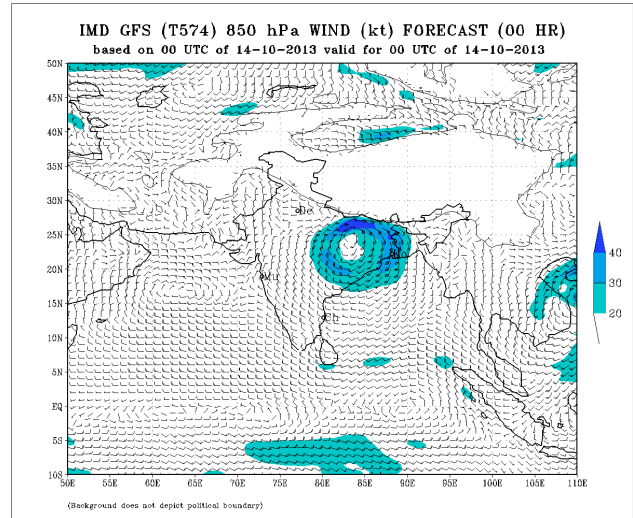 IMD GFS (T574) 850 hPa WIND (kt) FORECAST (00 HR)
based on 00 UTC of 14-10-2013 valid for 00 UTC of 14-10-2013
50N
45N
40N
35N
30N
25N
20N
15N
10N
5N
EQ
5S
10S
De
Mu
Ch
40
30
20
50E 55E 60E 65E 70E 75E 80E 85E 90E 95E 100E 105E 110E
(Background does not depict political boundary)